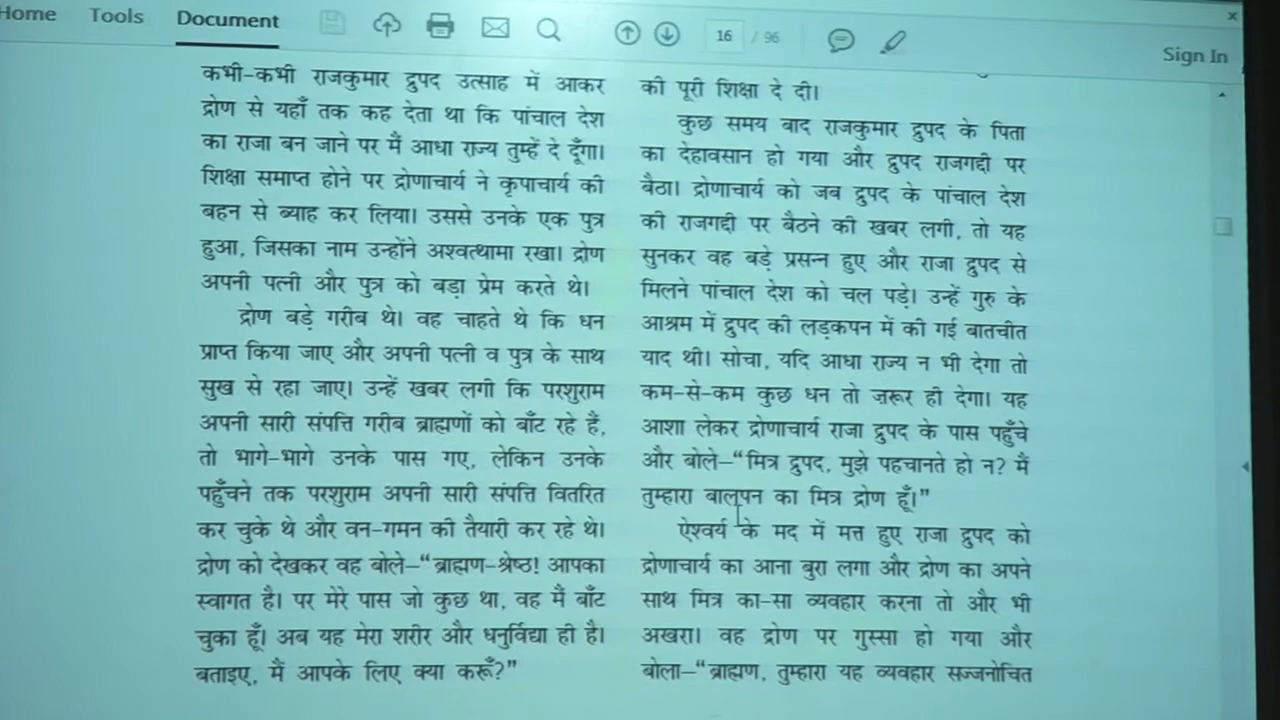 Home Tools Document 16 / 96 Sign In
कभी-कभी राजकुमार द्रुपद उत्साह में आकर
द्रोण से यहाँ तक कह देता था कि पांचाल देश
का राजा बन जाने पर मैं आधा राज्य तुम्हें दे दूँगा।
शिक्षा समाप्त होने पर द्रोणाचार्य ने कृपाचार्य की
बहन से ब्याह कर लिया। उससे उनके एक पुत्र
हुआ, जिसका नाम उन्होंने अश्वत्थामा रखा। द्रोण
अपनी पत्नी और पुत्र को बड़ा प्रेम करते थे।
द्रोण बड़े गरीब थे। वह चाहते थे कि धन
प्राप्त किया जाए और अपनी पत्नी व पुत्र के साथ
सुख से रहा जाए। उन्हें खबर लगी कि परशुराम
अपनी सारी संपत्ति गरीब ब्राह्मणों को बाँट रहे हैं,
तो भागे-भागे उनके पास गए, लेकिन उनके
पहुँचने तक परशुराम अपनी सारी संपत्ति वितरित
कर चुके थे और वन-गमन की तैयारी कर रहे थे।
द्रोण को देखकर वह बोले–“ब्राह्मण-श्रेष्ठ! आपका
स्वागत है। पर मेरे पास जो कुछ था, वह मैं बाँट
चुका हूँ। अब यह मेरा शरीर और धनुर्विद्या ही है।
बताइए, मैं आपके लिए क्या करूँ?”
की पूरी शिक्षा दे दी।
कुछ समय बाद राजकुमार द्रुपद के पिता
का देहावसान हो गया और द्रुपद राजगद्दी पर
बैठा। द्रोणाचार्य को जब द्रुपद के पांचाल देश
की राजगद्दी पर बैठने की खबर लगी, तो यह
सुनकर वह बड़े प्रसन्न हुए और राजा द्रुपद से
मिलने पांचाल देश को चल पड़े। उन्हें गुरु के
आश्रम में द्रुपद की लड़कपन में की गई बातचीत
याद थी। सोचा, यदि आधा राज्य न भी देगा तो
कम-से-कम कुछ धन तो ज़रूर ही देगा। यह
आशा लेकर द्रोणाचार्य राजा द्रुपद के पास पहुँचे
और बोले–“मित्र द्रुपद, मुझे पहचानते हो न? मैं
तुम्हारा बालपन का मित्र द्रोण हूँ।”
ऐश्वर्य के मद में मत्त हुए राजा द्रुपद को
द्रोणाचार्य का आना बुरा लगा और द्रोण का अपने
साथ मित्र का-सा व्यवहार करना तो और भी
अखरा। वह द्रोण पर गुस्सा हो गया और
बोला–“ब्राह्मण, तुम्हारा यह व्यवहार सज्जनोचित